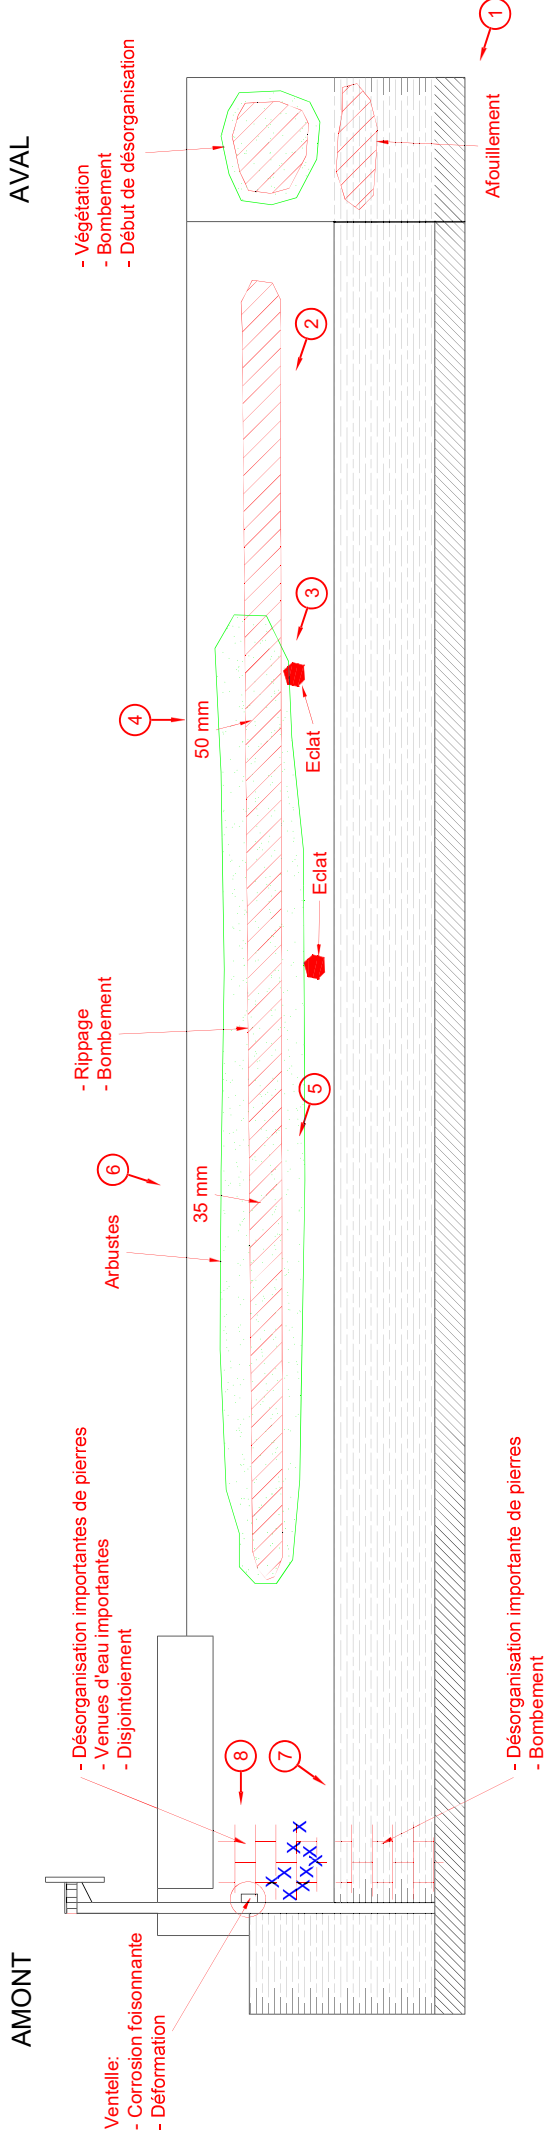 AMONT
AVAL
Ventelle:
- Corrosion foisonnante
- Déformation
- Désorganisation importantes de pierres
- Venues d'eau importantes
- Disjointoiement
8
7
- Désorganisation importante de pierres
- Bombement
Arbustes
6
35 mm
5
- Rippage
- Bombement
Eclat
4
50 mm
Eclat
3
2
- Végétation
- Bombement
- Début de désorganisation
Afouillement
1